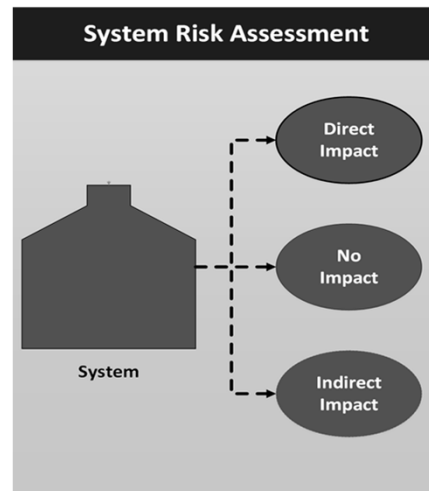 System Risk Assessment
Direct
Impact
No
Impact
System
Indirect
Impact